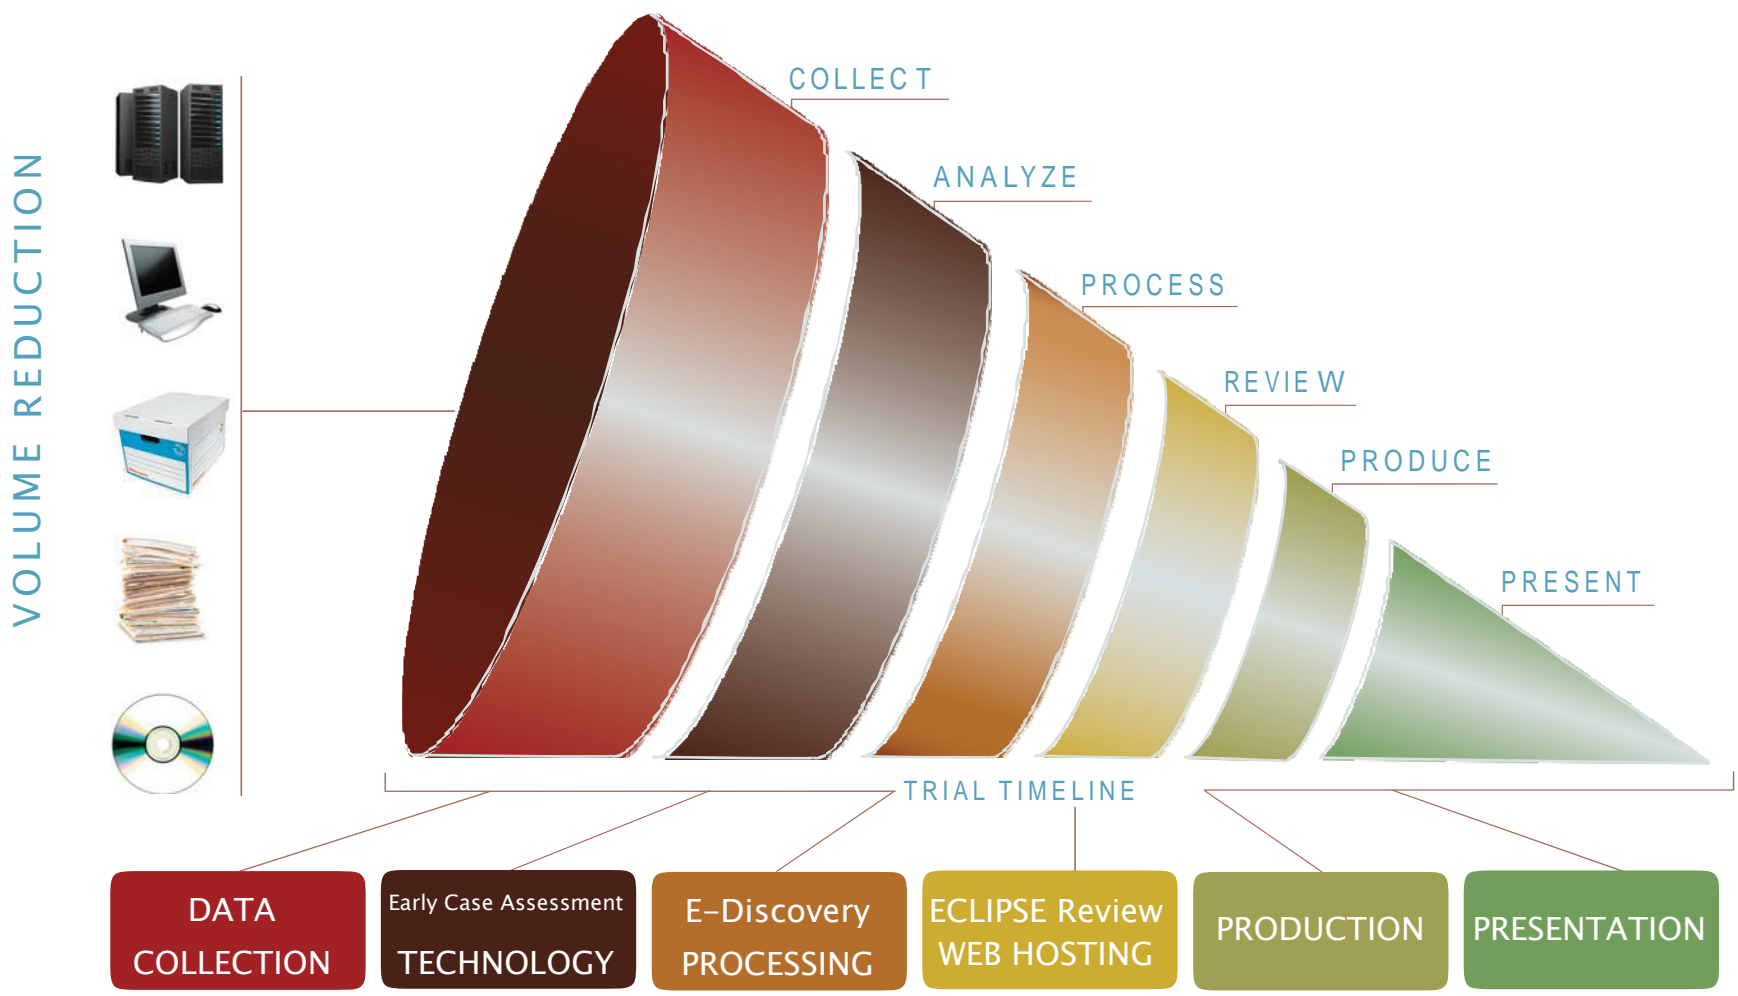 VOLUME REDUCTION
COLLECT
ANALYZE
PROCESS
REVIEW
PRODUCE
PRESENT
TRIAL TIMELINE
DATA
COLLECTION
Early Case Assessment
TECHNOLOGY
E-Discovery
PROCESSING
ECLIPSE Review
WEB HOSTING
PRODUCTION
PRESENTATION